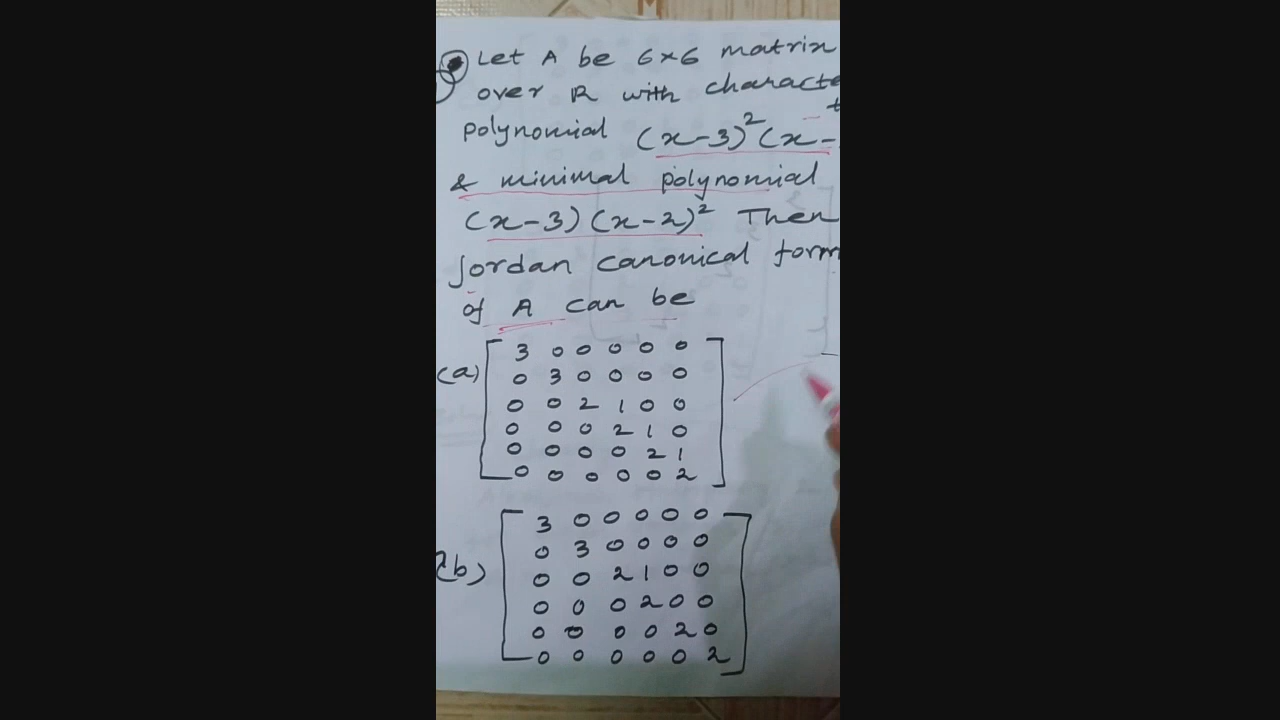 Let A be 6×6 matrix
over R with characte
polynomial (x-3)²(x-
& minimal polynomial
(x-3)(x-2)² Then
Jordan canonical form
of A can be
(a) [3 0 0 0 0 0
0 3 0 0 0 0
0 0 2 1 0 0
0 0 0 2 1 0
0 0 0 0 2 1
0 0 0 0 0 2]
(b) [3 0 0 0 0 0
0 3 0 0 0 0
0 0 2 1 0 0
0 0 0 2 0 0
0 0 0 0 2 0
0 0 0 0 0 2]